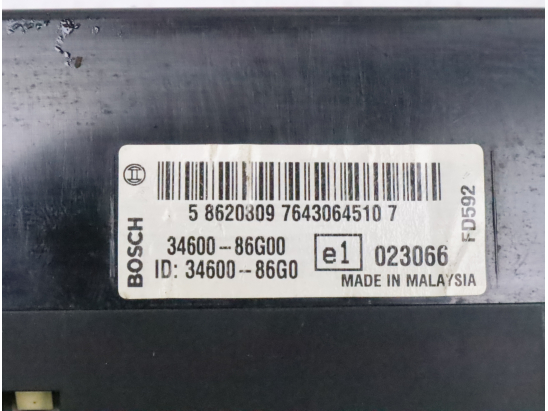 5 8620309 7643064510 7
BOSCH
34600--86G00
ID: 34600--86G0
e1
023066
MADE IN MALAYSIA
FD592